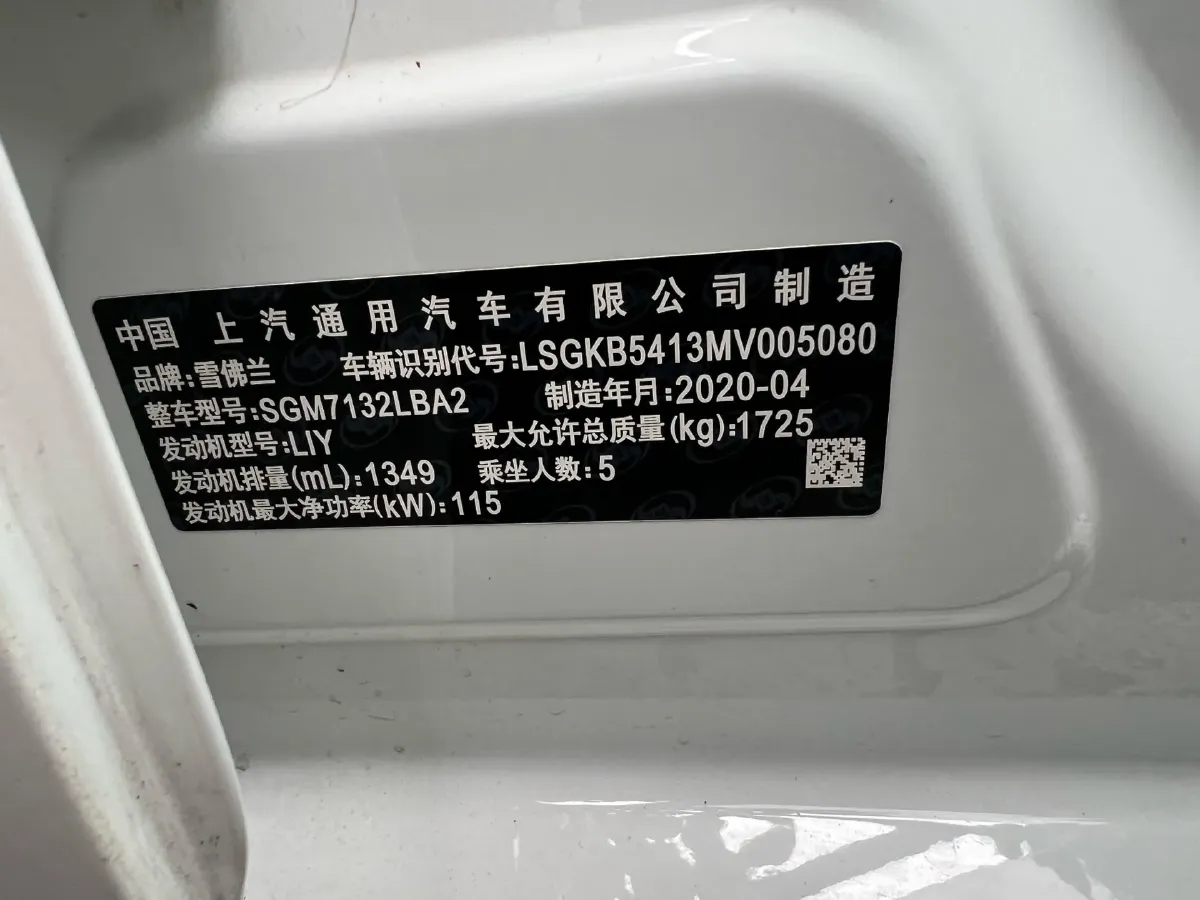 中国 上汽通用汽车有限公司制造
品牌:雪佛兰 车辆识别代号:LSGKB5413MV005080
整车型号:SGM7132LBA2 制造年月:2020-04
发动机型号:LIY 最大允许总质量(kg):1725
发动机排量(mL):1349 乘坐人数:5
发动机最大净功率(kW):115